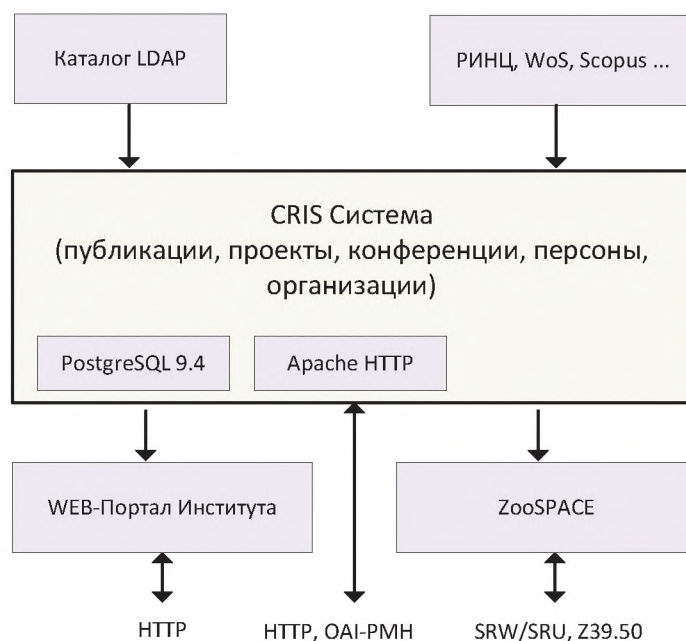 Каталог LDAP
РИНЦ, WoS, Scopus ...
CRIS Система
(публикации, проекты, конференции, персоны,
организации)
PostgreSQL 9.4
Apache HTTP
WEB-Портал Института
ZooSPACE
HTTP
HTTP, OAI-PMH
SRW/SRU, Z39.50